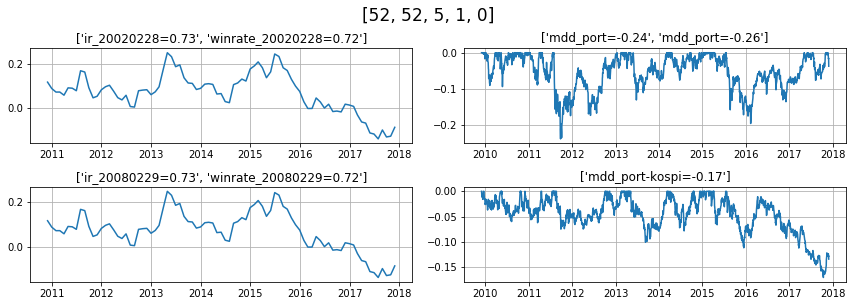 [52, 52, 5, 1, 0]
['ir_20020228=0.73', 'winrate_20020228=0.72']
0.2
0.0
2011 2012 2013 2014 2015 2016 2017 2018
['mdd_port=-0.24', 'mdd_port=-0.26']
0.0
−0.1
−0.2
2010 2011 2012 2013 2014 2015 2016 2017 2018
['ir_20080229=0.73', 'winrate_20080229=0.72']
0.2
0.0
2011 2012 2013 2014 2015 2016 2017 2018
['mdd_port-kospi=-0.17']
0.00
−0.05
−0.10
−0.15
2010 2011 2012 2013 2014 2015 2016 2017 2018